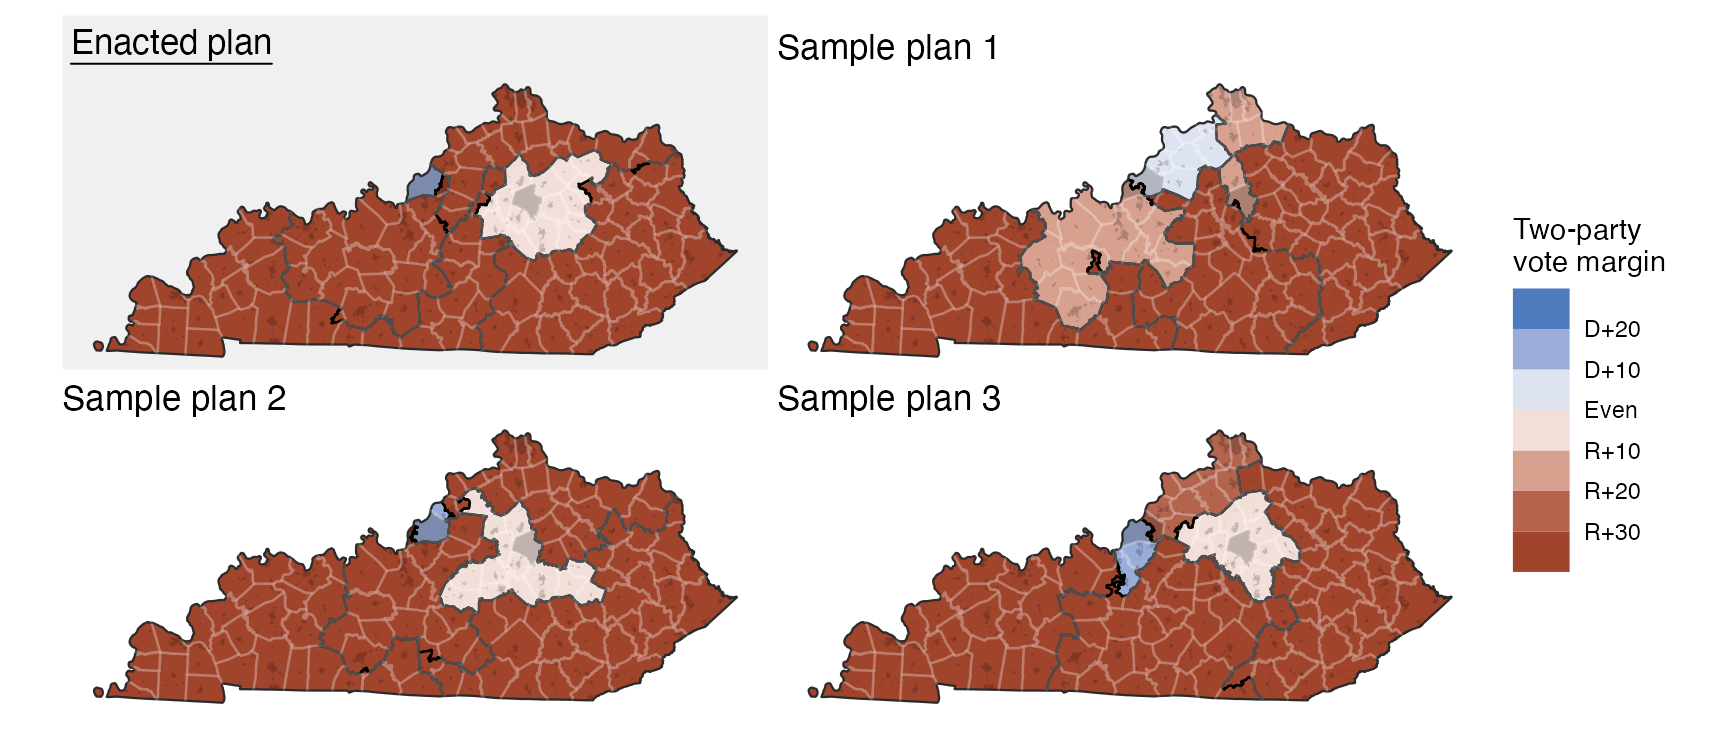 Enacted plan
Sample plan 1
Sample plan 2
Sample plan 3
Two-party
vote margin
D+20
D+10
Even
R+10
R+20
R+30